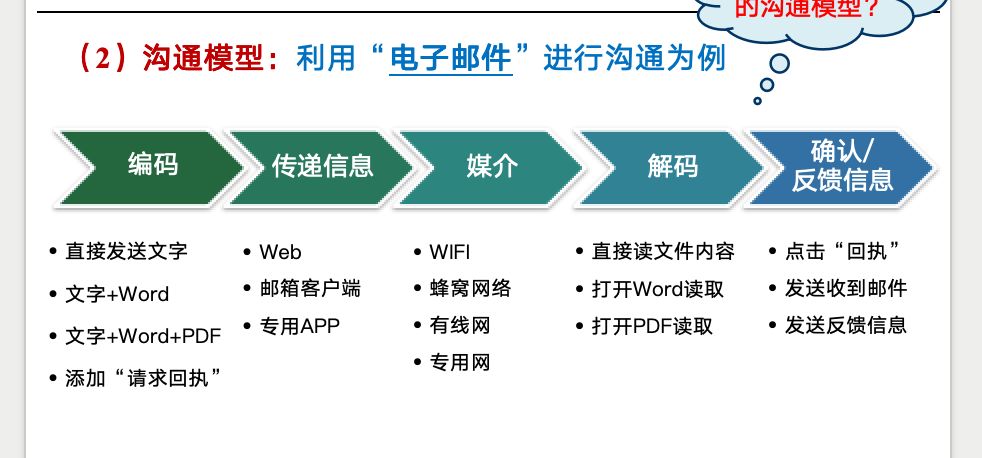 的沟通模型?
（2）沟通模型：利用“电子邮件”进行沟通为例
编码
传递信息
媒介
解码
确认/
反馈信息
• 直接发送文字
• 文字+Word
• 文字+Word+PDF
• 添加“请求回执”
• Web
• 邮箱客户端
• 专用APP
• WIFI
• 蜂窝网络
• 有线网
• 专用网
• 直接读文件内容
• 打开Word读取
• 打开PDF读取
• 点击“回执”
• 发送收到邮件
• 发送反馈信息